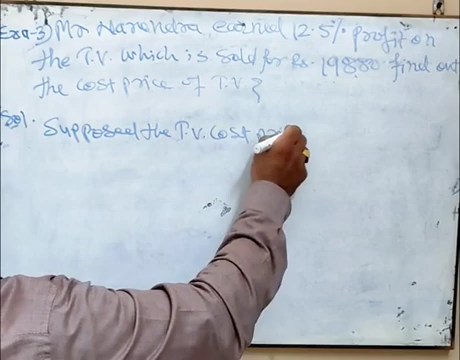 Exa-3) Mr Narendra earned 12.5% profit on
the T.V. which is sold for Rs. 19880 find out
the cost price of T.V?
Sol. Supposed the T.V. cost